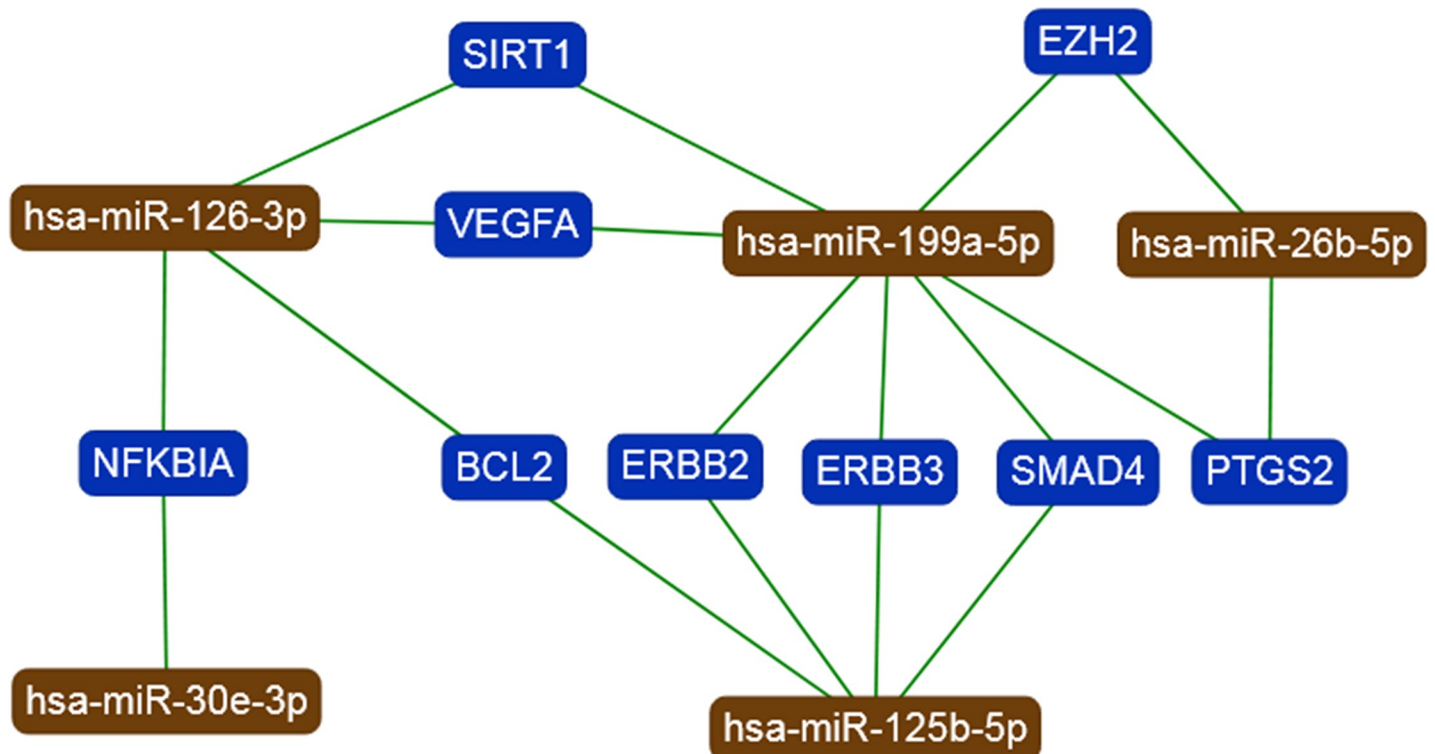 SIRT1
EZH2
hsa-miR-126-3p
VEGFA
hsa-miR-199a-5p
hsa-miR-26b-5p
NFKBIA
BCL2
ERBB2
ERBB3
SMAD4
PTGS2
hsa-miR-30e-3p
hsa-miR-125b-5p